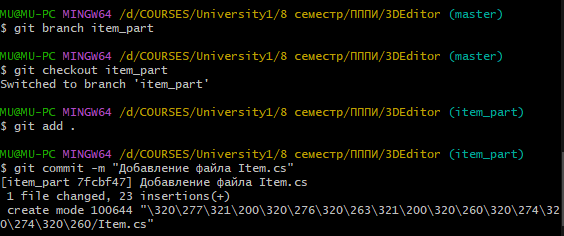 MU@MU-PC MINGW64 /d/COURSES/University1/8 семестр/ПППИ/3DEditor (master)
$ git branch item_part
MU@MU-PC MINGW64 /d/COURSES/University1/8 семестр/ПППИ/3DEditor (master)
$ git checkout item_part
Switched to branch 'item_part'
MU@MU-PC MINGW64 /d/COURSES/University1/8 семестр/ПППИ/3DEditor (item_part)
$ git add .
MU@MU-PC MINGW64 /d/COURSES/University1/8 семестр/ПППИ/3DEditor (item_part)
$ git commit -m "Добавление файла Item.cs"
[item_part 7fcbf47] Добавление файла Item.cs
1 file changed, 23 insertions(+)
create mode 100644 "\320\277\321\200\320\276\320\263\321\200\320\260\320\274\32
0\274\320\260/Item.cs"